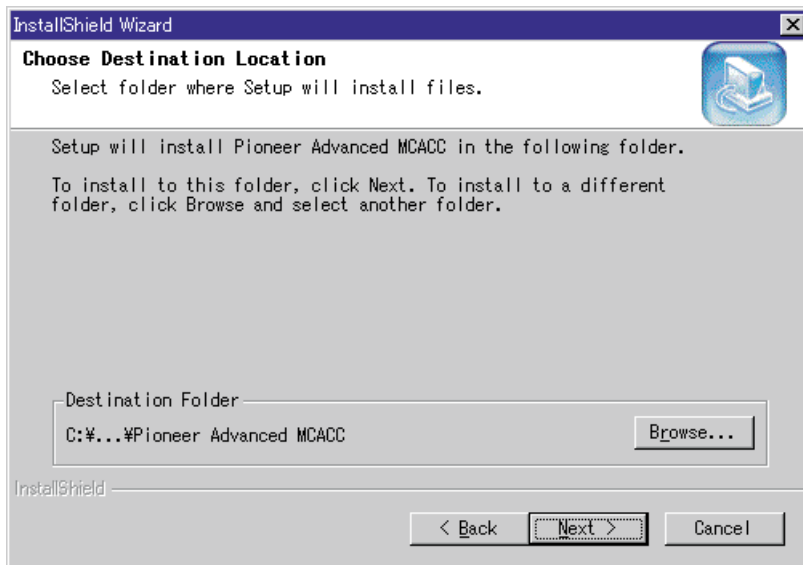 InstallShield Wizard
Choose Destination Location
Select folder where Setup will install files.
Setup will install Pioneer Advanced MCACC in the following folder.
To install to this folder, click Next. To install to a different
folder, click Browse and select another folder.
Destination Folder
C:¥...¥Pioneer Advanced MCACC
Browse...
InstallShield
< Back
Next >
Cancel